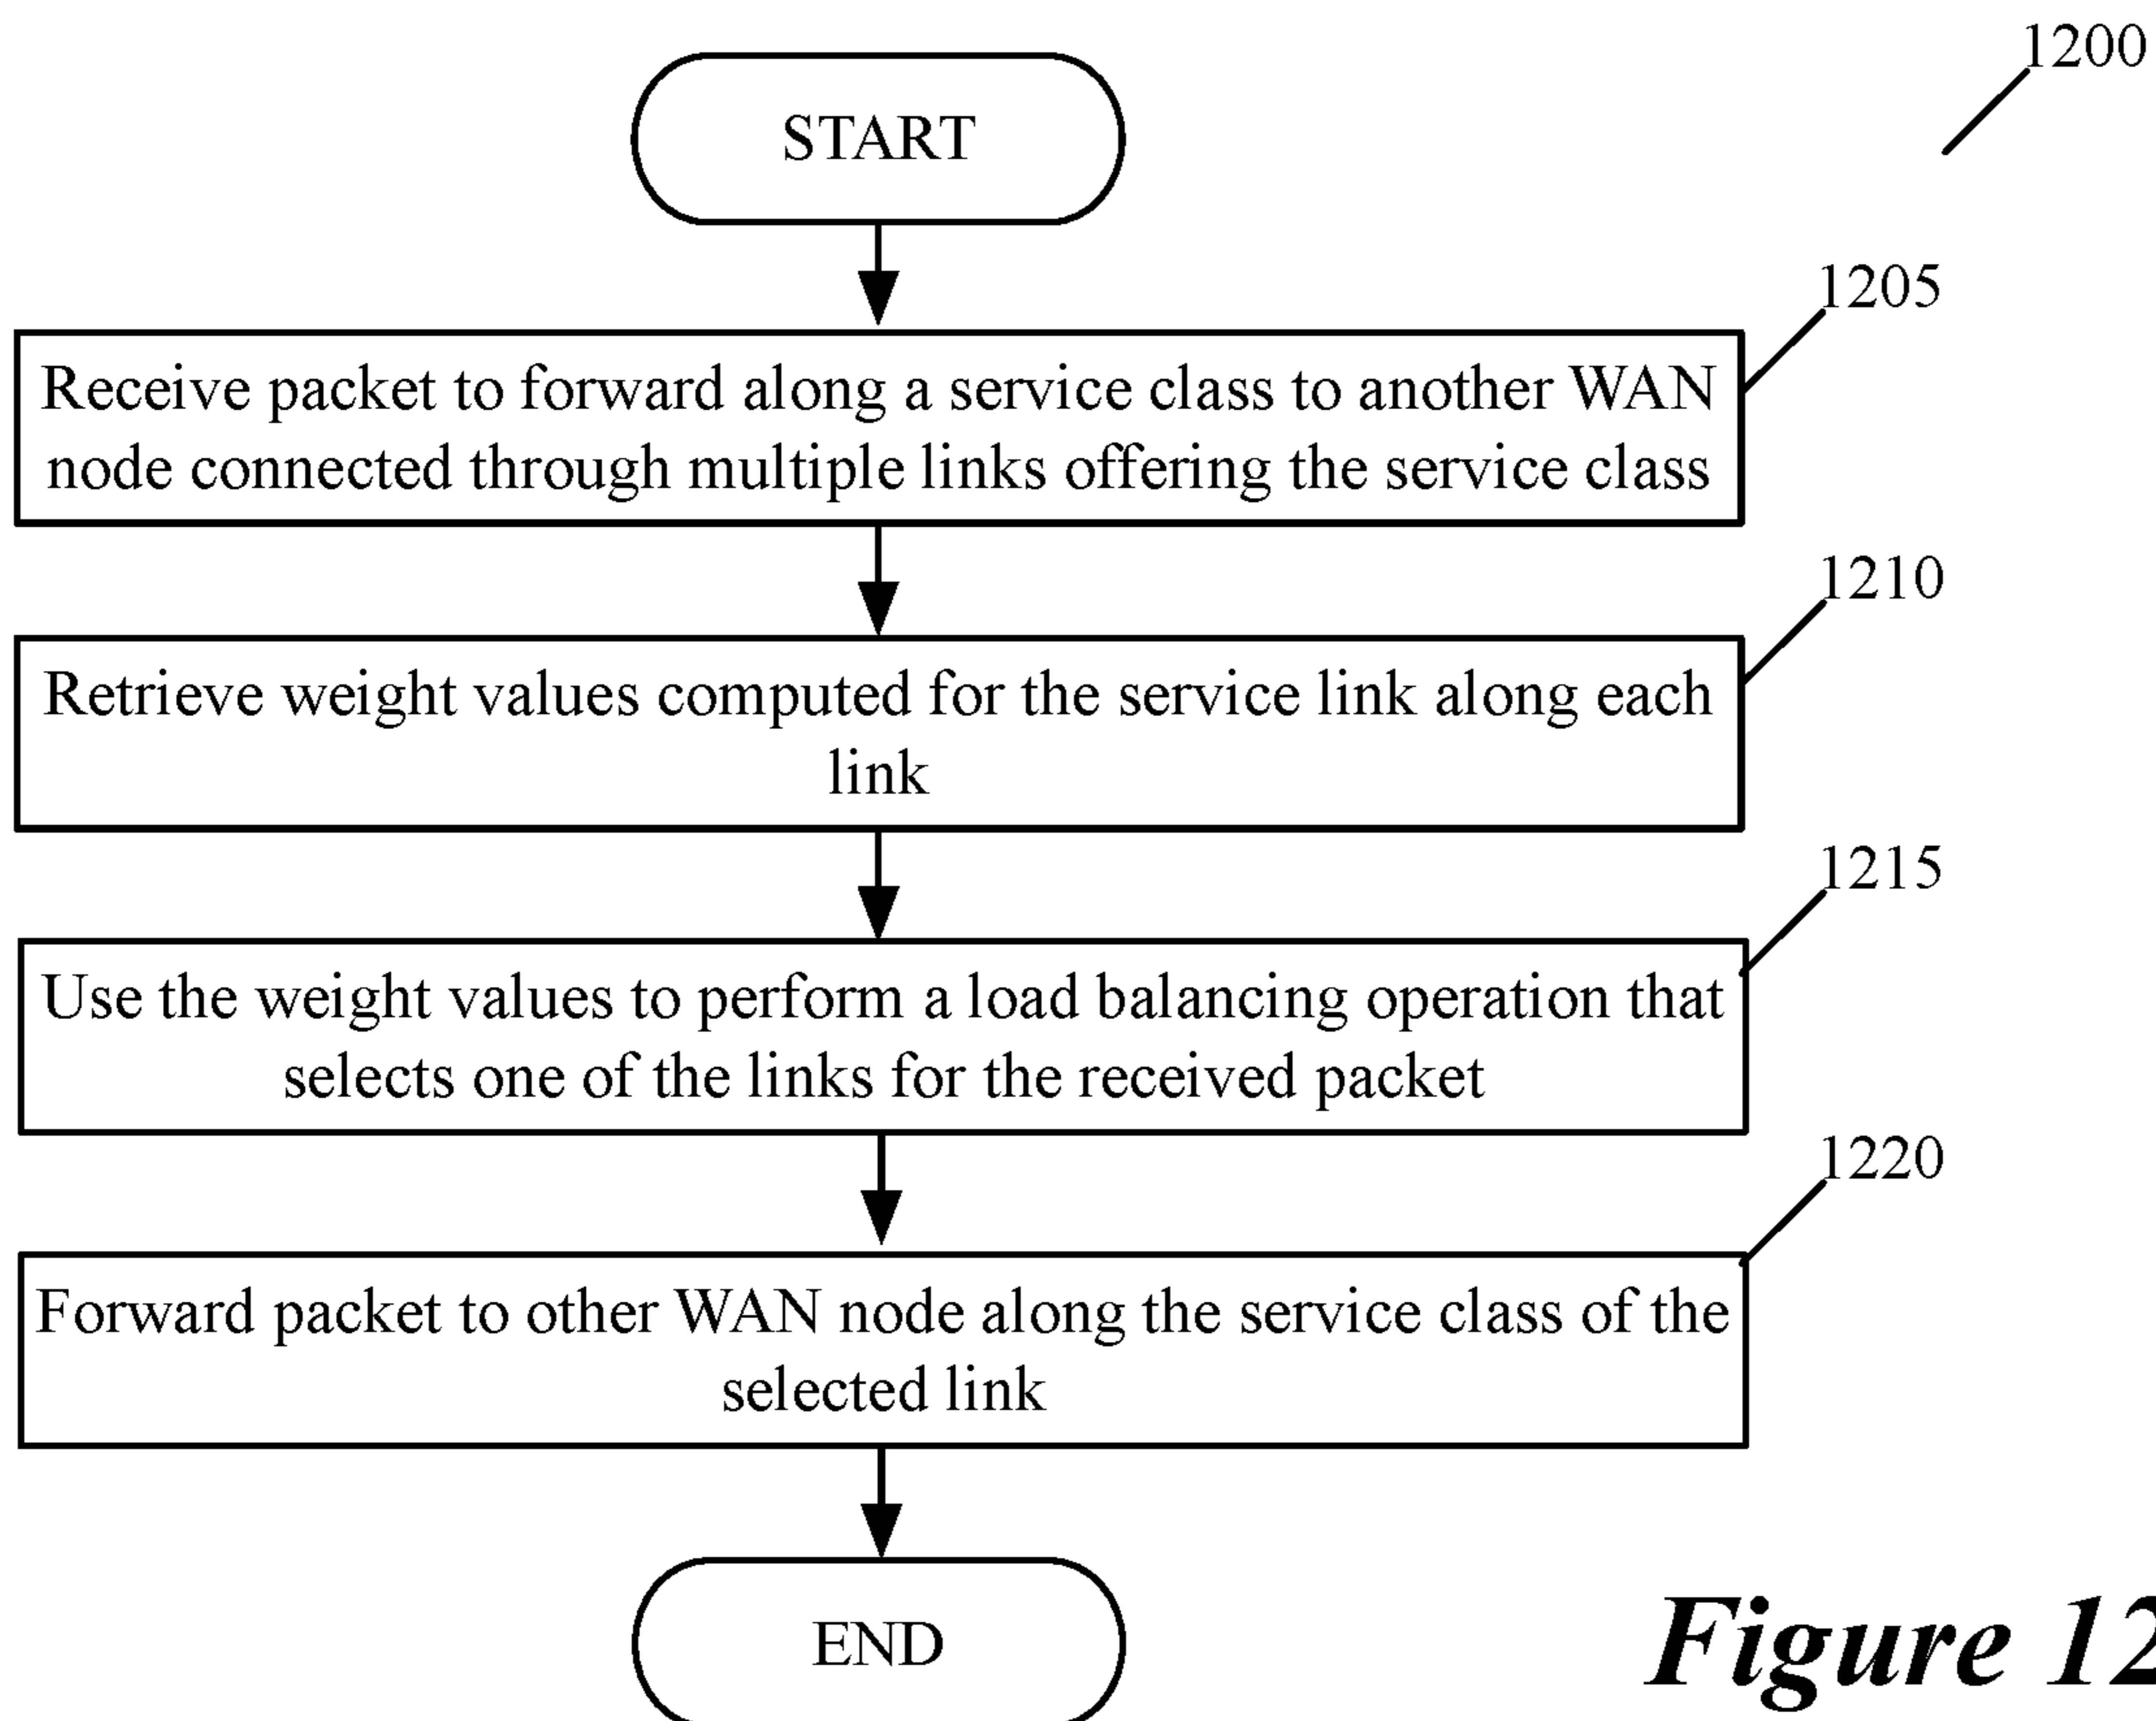 1200
START
1205
Receive packet to forward along a service class to another WAN
node connected through multiple links offering the service class
1210
Retrieve weight values computed for the service link along each
link
1215
Use the weight values to perform a load balancing operation that
selects one of the links for the received packet
1220
Forward packet to other WAN node along the service class of the
selected link
END
Figure 12